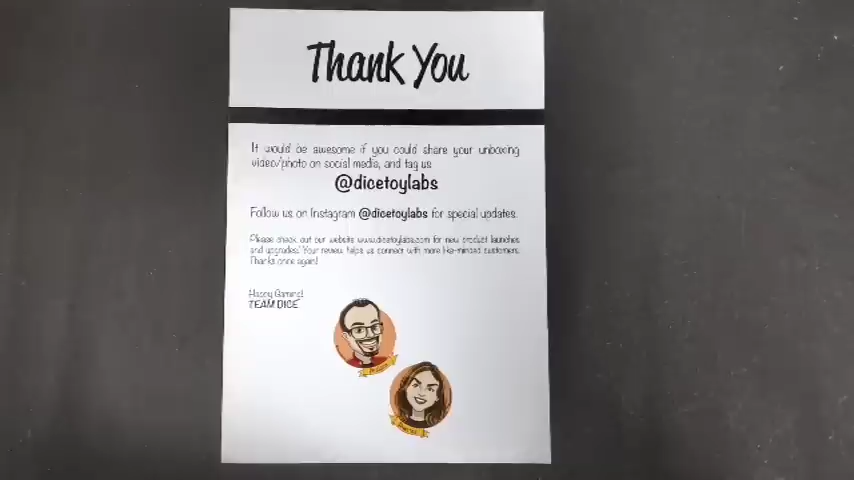 Thank You
It would be awesome if you could share your unboxing
video/photo on social media, and tag us
@dicetoylabs
Follow us on Instagram @dicetoylabs for special updates.
Please check out our website www.dicetoylabs.com for new product launches
and upgrades! Your review helps us connect with more like-minded customers.
Thanks once again!
Happy Gaming!
TEAM DICE